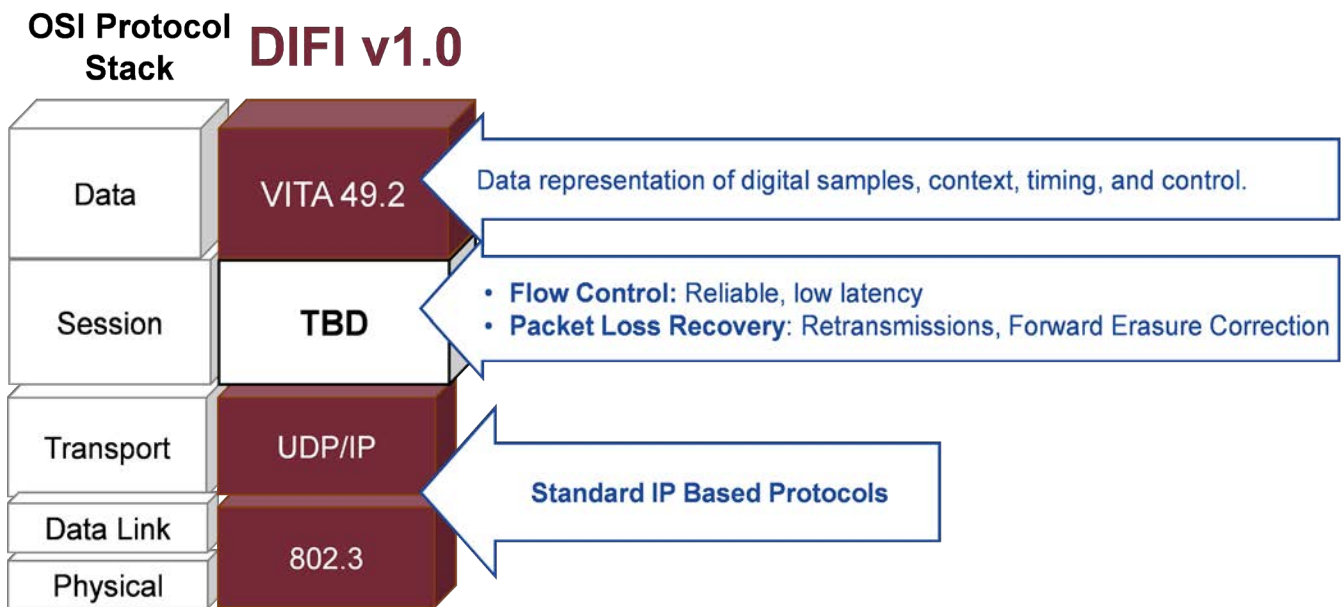 OSI Protocol
Stack
DIFI v1.0
Data
VITA 49.2
Data representation of digital samples, context, timing, and control.
Session
TBD
• Flow Control: Reliable, low latency
• Packet Loss Recovery: Retransmissions, Forward Erasure Correction
Transport
UDP/IP
Standard IP Based Protocols
Data Link
802.3
Physical